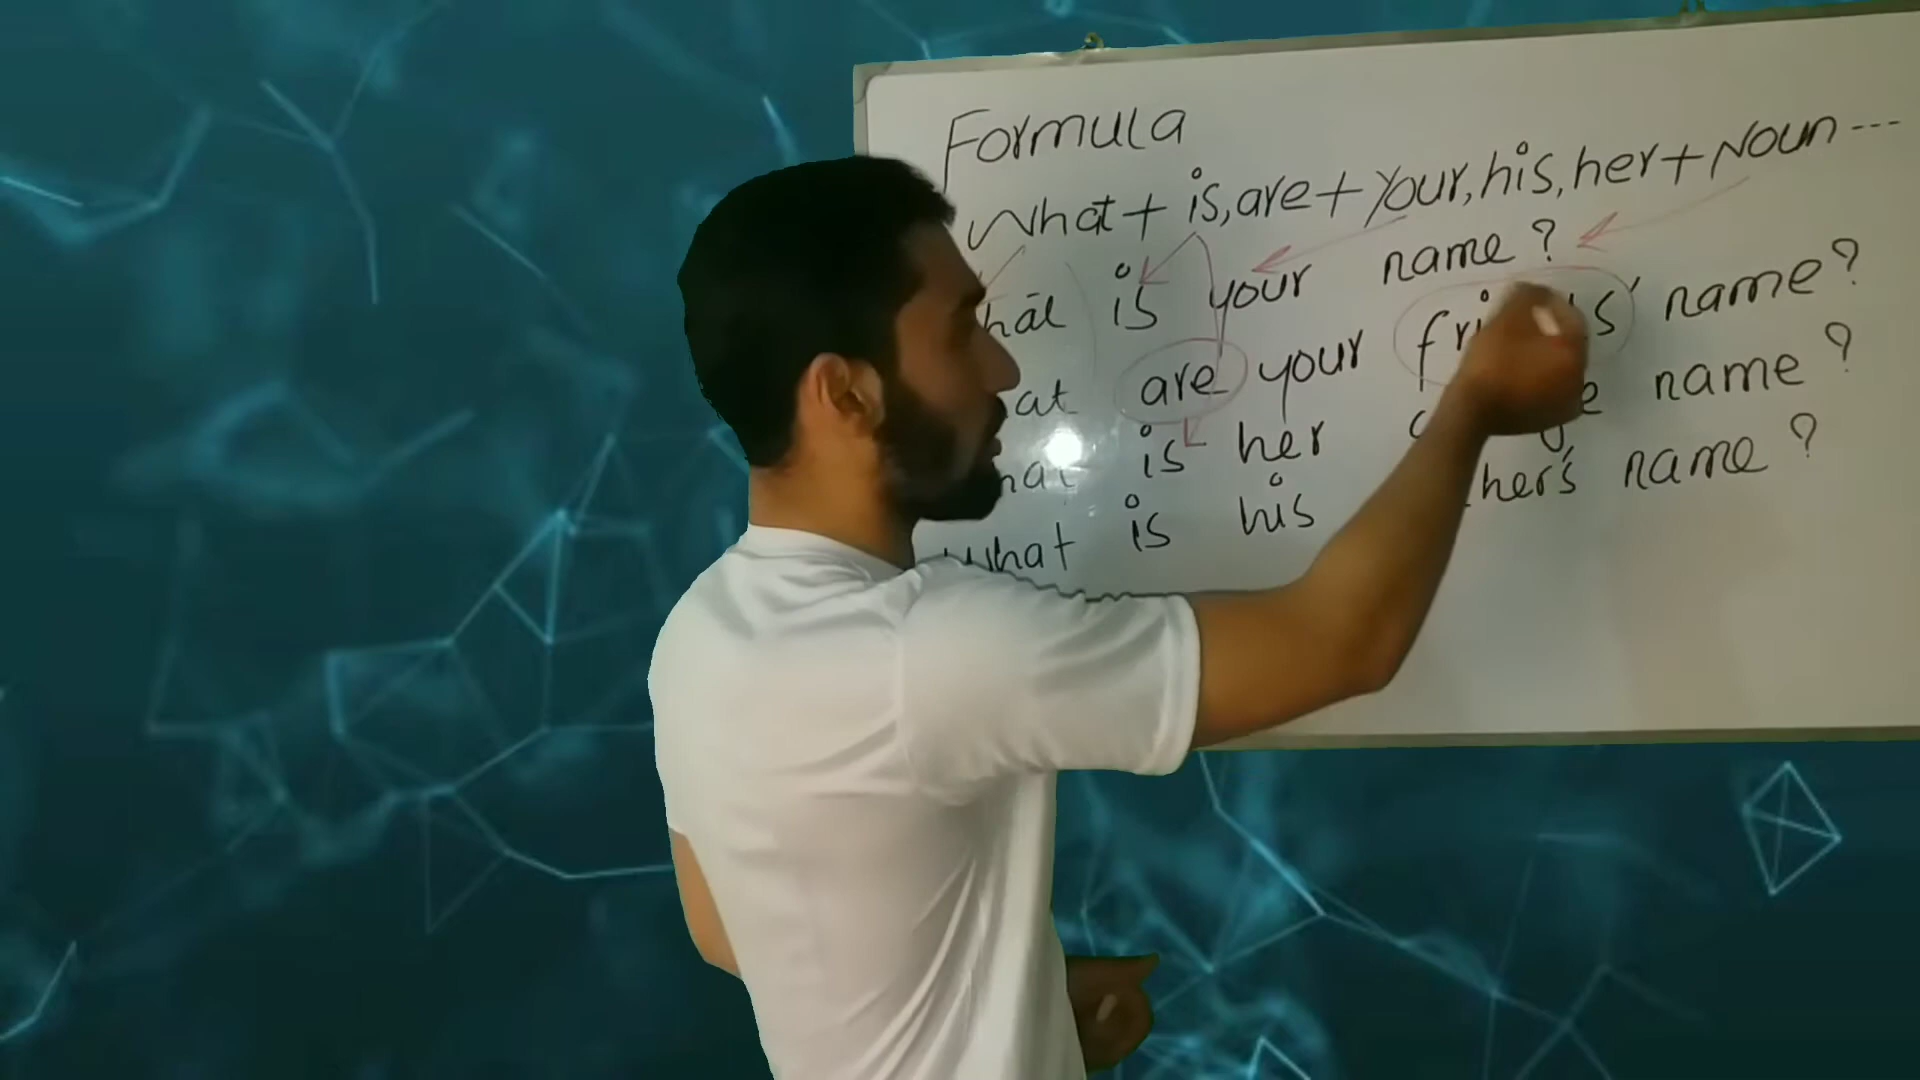 Formula
What + is, are + Your, his, her + Noun ---
is your name?
are your name?
is her name?
What is his name?